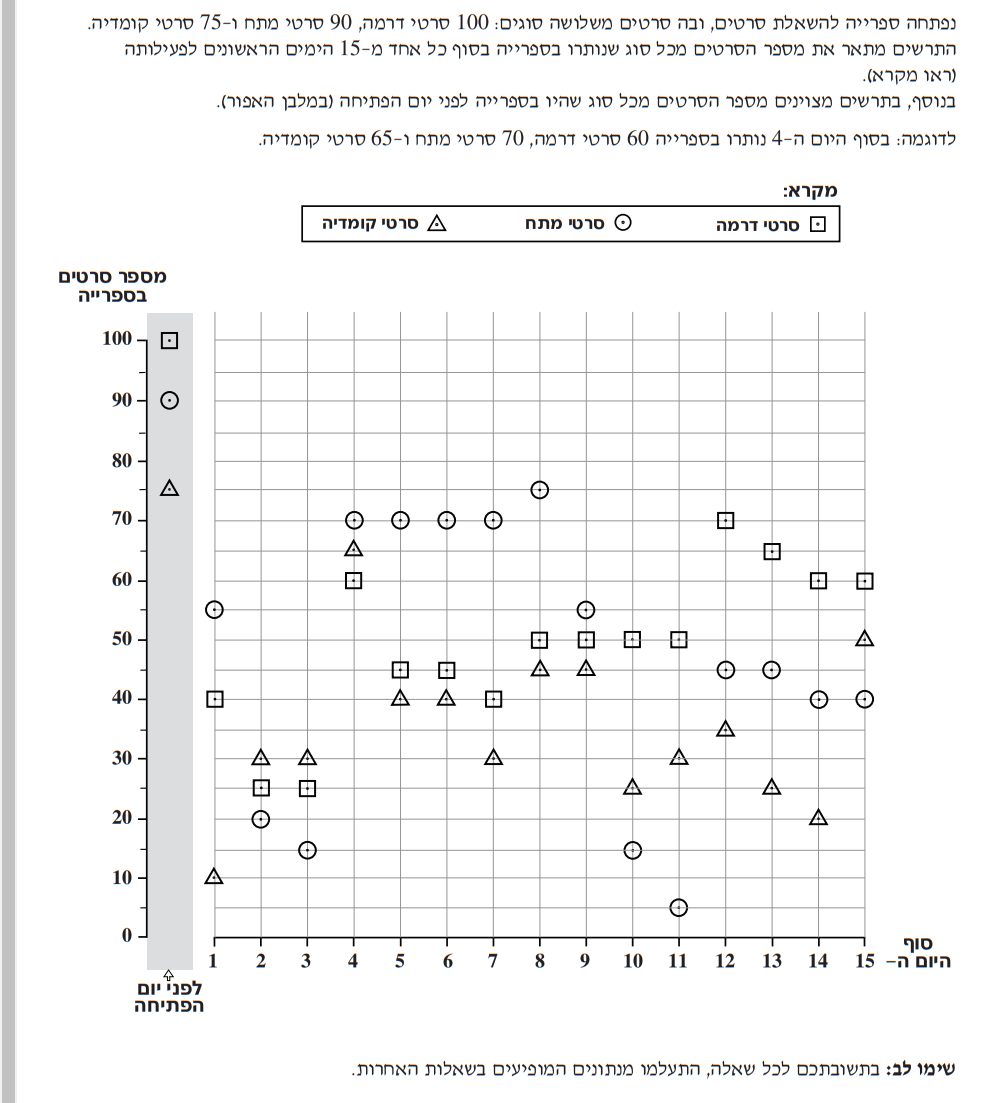 נפתחה ספרייה להשאלת סרטים, ובה סרטים משלושה סוגים: 100 סרטי דרמה, 90 סרטי מתח ו-75 סרטי קומדיה.
התרשים מתאר את מספר הסרטים מכל סוג שנותרו בספרייה בסוף כל אחד מ-15 הימים הראשונים לפעילותה
(ראו מקרא).
בנוסף, בתרשים מצוינים מספר הסרטים מכל סוג שהיו בספרייה לפני יום הפתיחה (במלבן האפור).
לדוגמה: בסוף היום ה-4 נותרו בספרייה 60 סרטי דרמה, 70 סרטי מתח ו-65 סרטי קומדיה.
מקרא:
סרטי דרמה סרטי מתח סרטי קומדיה
מספר סרטים
בספרייה
100
90
80
70
60
50
40
30
20
10
0
1 2 3 4 5 6 7 8 9 10 11 12 13 14 15
סוף
היום ה-
לפני יום
הפתיחה
שימו לב: בתשובתכם לכל שאלה, התעלמו מנתונים המופיעים בשאלות האחרות.